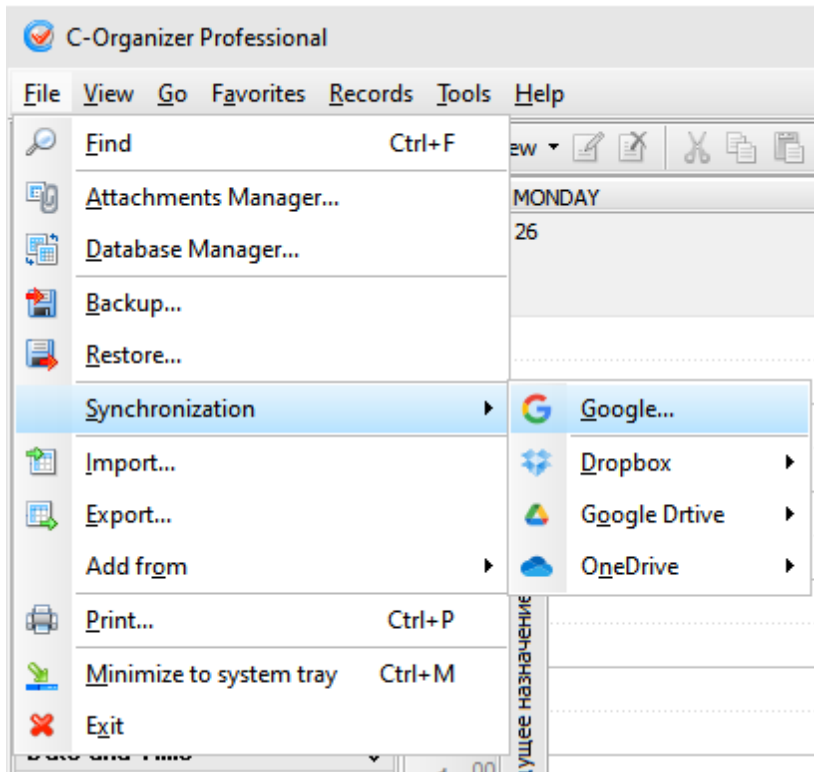 C-Organizer Professional
File View Go Favorites Records Tools Help
Find Ctrl+F
Attachments Manager...
MONDAY
Database Manager...
26
Backup...
Restore...
Synchronization
Google...
Import...
Dropbox
Export...
Google Drtive
Add from
OneDrive
Print... Ctrl+P
Minimize to system tray Ctrl+M
Exit
назначение
00